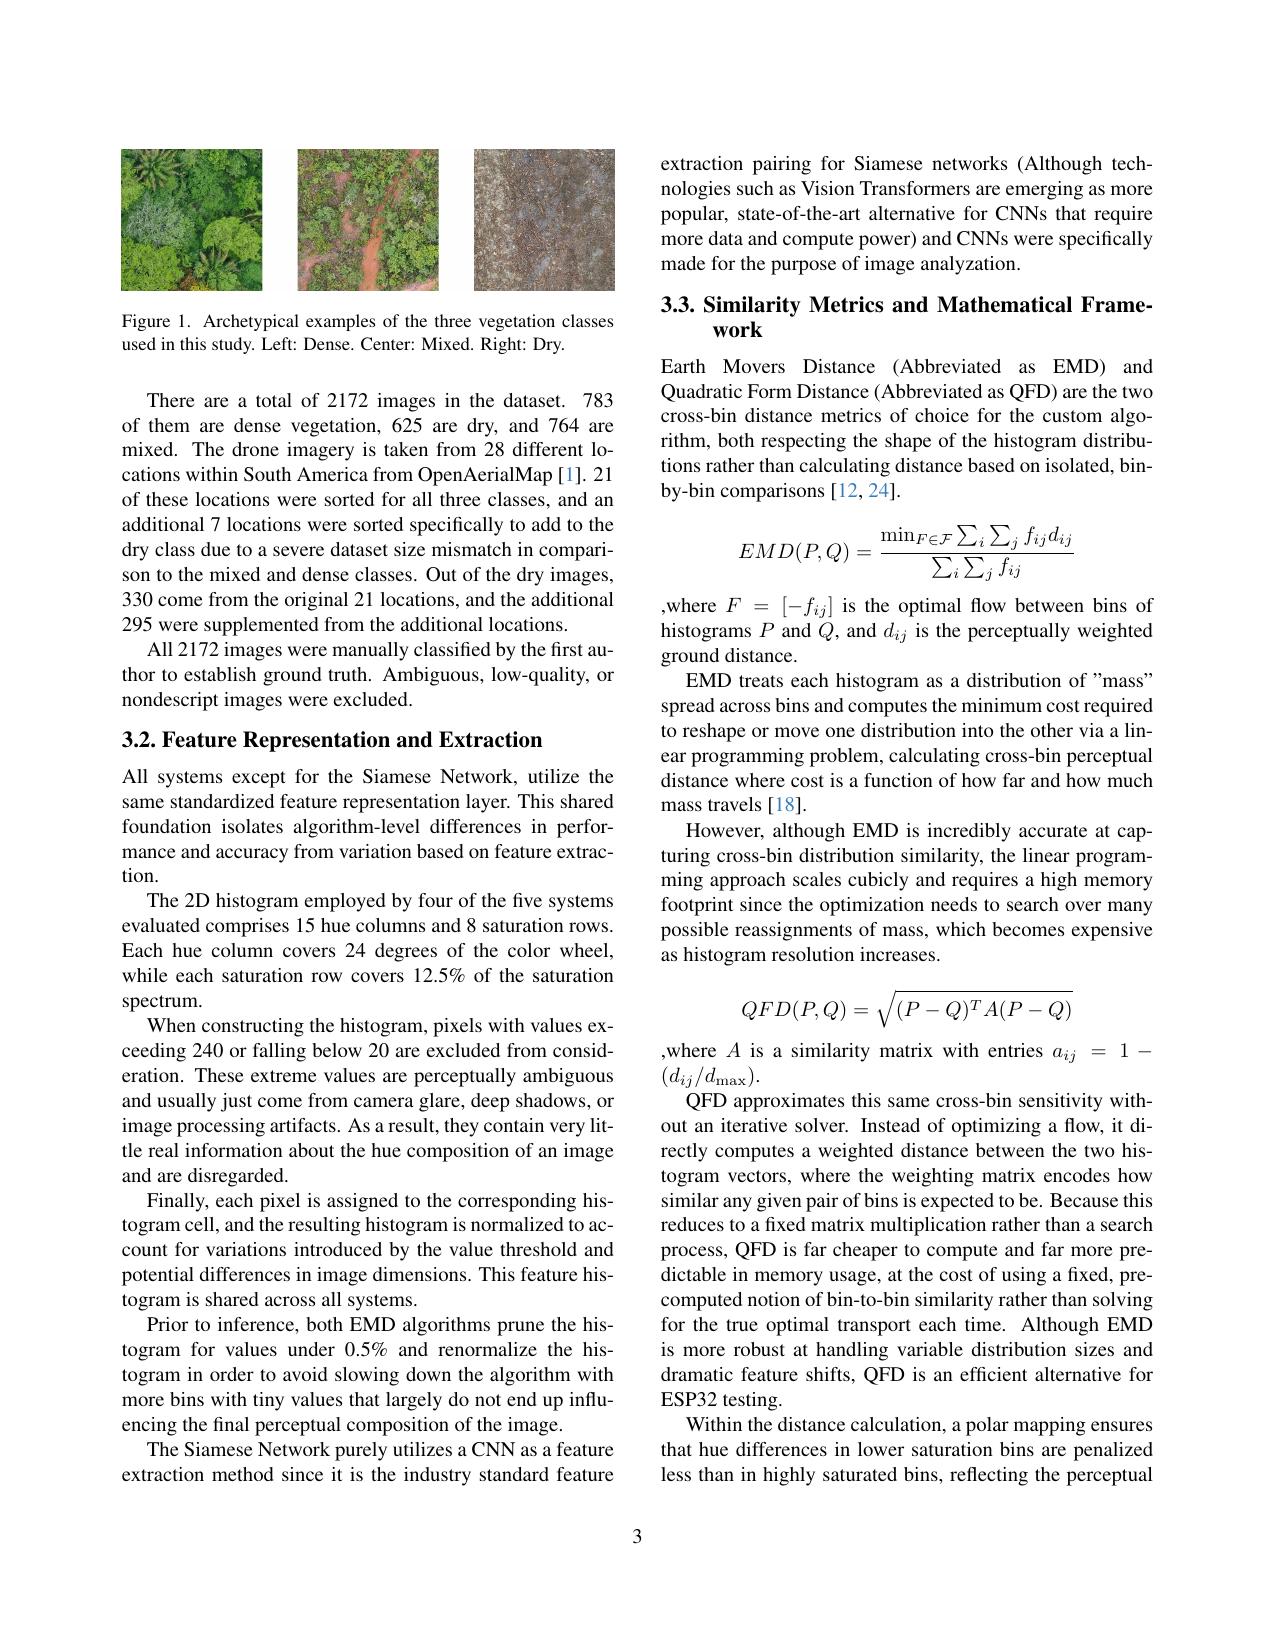 Figure 1. Archetypical examples of the three vegetation classes
used in this study. Left: Dense. Center: Mixed. Right: Dry.
There are a total of 2172 images in the dataset. 783
of them are dense vegetation, 625 are dry, and 764 are
mixed. The drone imagery is taken from 28 different lo-
cations within South America from OpenAerialMap [1]. 21
of these locations were sorted for all three classes, and an
additional 7 locations were sorted specifically to add to the
dry class due to a severe dataset size mismatch in compari-
son to the mixed and dense classes. Out of the dry images,
330 come from the original 21 locations, and the additional
295 were supplemented from the additional locations.
All 2172 images were manually classified by the first au-
thor to establish ground truth. Ambiguous, low-quality, or
nondescript images were excluded.
3.2. Feature Representation and Extraction
All systems except for the Siamese Network, utilize the
same standardized feature representation layer. This shared
foundation isolates algorithm-level differences in perfor-
mance and accuracy from variation based on feature extrac-
tion.
The 2D histogram employed by four of the five systems
evaluated comprises 15 hue columns and 8 saturation rows.
Each hue column covers 24 degrees of the color wheel,
while each saturation row covers 12.5% of the saturation
spectrum.
When constructing the histogram, pixels with values ex-
ceeding 240 or falling below 20 are excluded from consid-
eration. These extreme values are perceptually ambiguous
and usually just come from camera glare, deep shadows, or
image processing artifacts. As a result, they contain very lit-
tle real information about the hue composition of an image
and are disregarded.
Finally, each pixel is assigned to the corresponding his-
togram cell, and the resulting histogram is normalized to ac-
count for variations introduced by the value threshold and
potential differences in image dimensions. This feature his-
togram is shared across all systems.
Prior to inference, both EMD algorithms prune the his-
togram for values under 0.5% and renormalize the his-
togram in order to avoid slowing down the algorithm with
more bins with tiny values that largely do not end up influ-
encing the final perceptual composition of the image.
The Siamese Network purely utilizes a CNN as a feature
extraction method since it is the industry standard feature
extraction pairing for Siamese networks (Although tech-
nologies such as Vision Transformers are emerging as more
popular, state-of-the-art alternative for CNNs that require
more data and compute power) and CNNs were specifically
made for the purpose of image analyzation.
3.3. Similarity Metrics and Mathematical Frame-
work
Earth Movers Distance (Abbreviated as EMD) and
Quadratic Form Distance (Abbreviated as QFD) are the two
cross-bin distance metrics of choice for the custom algo-
rithm, both respecting the shape of the histogram distribu-
tions rather than calculating distance based on isolated, bin-
by-bin comparisons [12, 24].
EMD(P, Q) = min_{F∈ℱ} ∑_i ∑_j f_{ij} d_{ij} / ∑_i ∑_j f_{ij}
,where F = [−f_{ij}] is the optimal flow between bins of
histograms P and Q, and d_{ij} is the perceptually weighted
ground distance.
EMD treats each histogram as a distribution of ”mass”
spread across bins and computes the minimum cost required
to reshape or move one distribution into the other via a lin-
ear programming problem, calculating cross-bin perceptual
distance where cost is a function of how far and how much
mass travels [18].
However, although EMD is incredibly accurate at cap-
turing cross-bin distribution similarity, the linear program-
ming approach scales cubicly and requires a high memory
footprint since the optimization needs to search over many
possible reassignments of mass, which becomes expensive
as histogram resolution increases.
QFD(P, Q) = √((P − Q)^T A(P − Q))
,where A is a similarity matrix with entries a_{ij} = 1 −
(d_{ij}/d_{max}).
QFD approximates this same cross-bin sensitivity with-
out an iterative solver. Instead of optimizing a flow, it di-
rectly computes a weighted distance between the two his-
togram vectors, where the weighting matrix encodes how
similar any given pair of bins is expected to be. Because this
reduces to a fixed matrix multiplication rather than a search
process, QFD is far cheaper to compute and far more pre-
dictable in memory usage, at the cost of using a fixed, pre-
computed notion of bin-to-bin similarity rather than solving
for the true optimal transport each time. Although EMD
is more robust at handling variable distribution sizes and
dramatic feature shifts, QFD is an efficient alternative for
ESP32 testing.
Within the distance calculation, a polar mapping ensures
that hue differences in lower saturation bins are penalized
less than in highly saturated bins, reflecting the perceptual
3